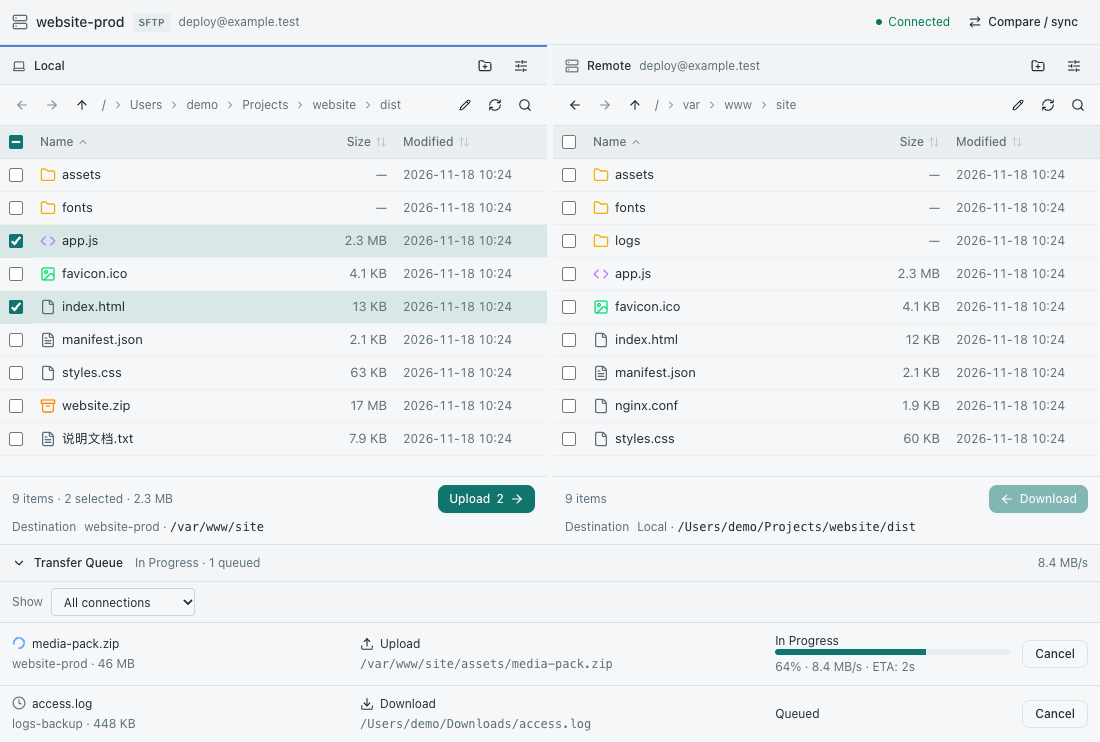 website-prod SFTP deploy@example.test Connected Compare / sync
Local
/ Users demo Projects website dist
Name Size Modified
assets — 2026-11-18 10:24
fonts — 2026-11-18 10:24
app.js 2.3 MB 2026-11-18 10:24
favicon.ico 4.1 KB 2026-11-18 10:24
index.html 13 KB 2026-11-18 10:24
manifest.json 2.1 KB 2026-11-18 10:24
styles.css 63 KB 2026-11-18 10:24
website.zip 17 MB 2026-11-18 10:24
说明文档.txt 7.9 KB 2026-11-18 10:24
9 items · 2 selected · 2.3 MB Upload 2
Destination website-prod · /var/www/site
Remote deploy@example.test
/ var www site
Name Size Modified
assets — 2026-11-18 10:24
fonts — 2026-11-18 10:24
logs — 2026-11-18 10:24
app.js 2.3 MB 2026-11-18 10:24
favicon.ico 4.1 KB 2026-11-18 10:24
index.html 12 KB 2026-11-18 10:24
manifest.json 2.1 KB 2026-11-18 10:24
nginx.conf 1.9 KB 2026-11-18 10:24
styles.css 60 KB 2026-11-18 10:24
9 items Download
Destination Local · /Users/demo/Projects/website/dist
Transfer Queue In Progress · 1 queued 8.4 MB/s
Show All connections
media-pack.zip Upload In Progress
website-prod · 46 MB /var/www/site/assets/media-pack.zip 64% · 8.4 MB/s · ETA: 2s Cancel
access.log Download
logs-backup · 448 KB /Users/demo/Downloads/access.log Queued Cancel